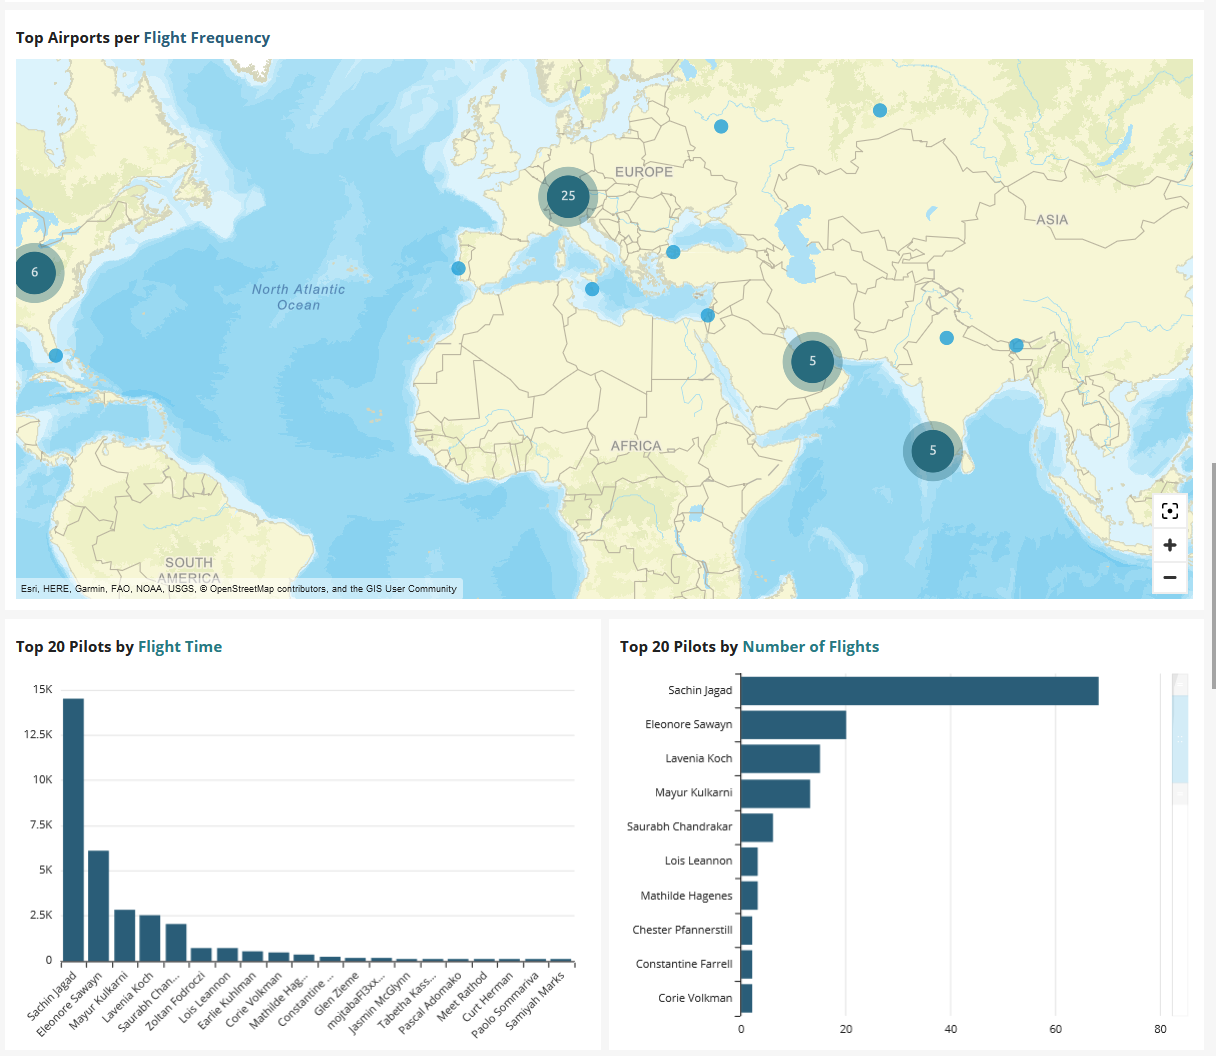 Top Airports per Flight Frequency
EUROPE
25
ASIA
6
North Atlantic
Ocean
5
AFRICA
5
SOUTH
AMERICA
Esri, HERE, Garmin, FAO, NOAA, USGS, © OpenStreetMap contributors, and the GIS User Community
Top 20 Pilots by Flight Time
15K
12.5K
10K
7.5K
5K
2.5K
0
Sachin Jagad
Eleonore Sawayn
Mayur Kulkarni
Lavenia Koch
Saurabh Chan...
Zoltan Fodroczi
Lois Leannon
Earlie Kuhlman
Corie Volkman
Mathilde Hag...
Constantine ...
Glen Zieme
mojtabaFl3xx...
Jasmin McGlynn
Tabetha Kass...
Pascal Adomako
Meet Rathod
Curt Herman
Paolo Sommariva
Samiyah Marks
Top 20 Pilots by Number of Flights
Sachin Jagad
Eleonore Sawayn
Lavenia Koch
Mayur Kulkarni
Saurabh Chandrakar
Lois Leannon
Mathilde Hagenes
Chester Pfannerstill
Constantine Farrell
Corie Volkman
0 20 40 60 80